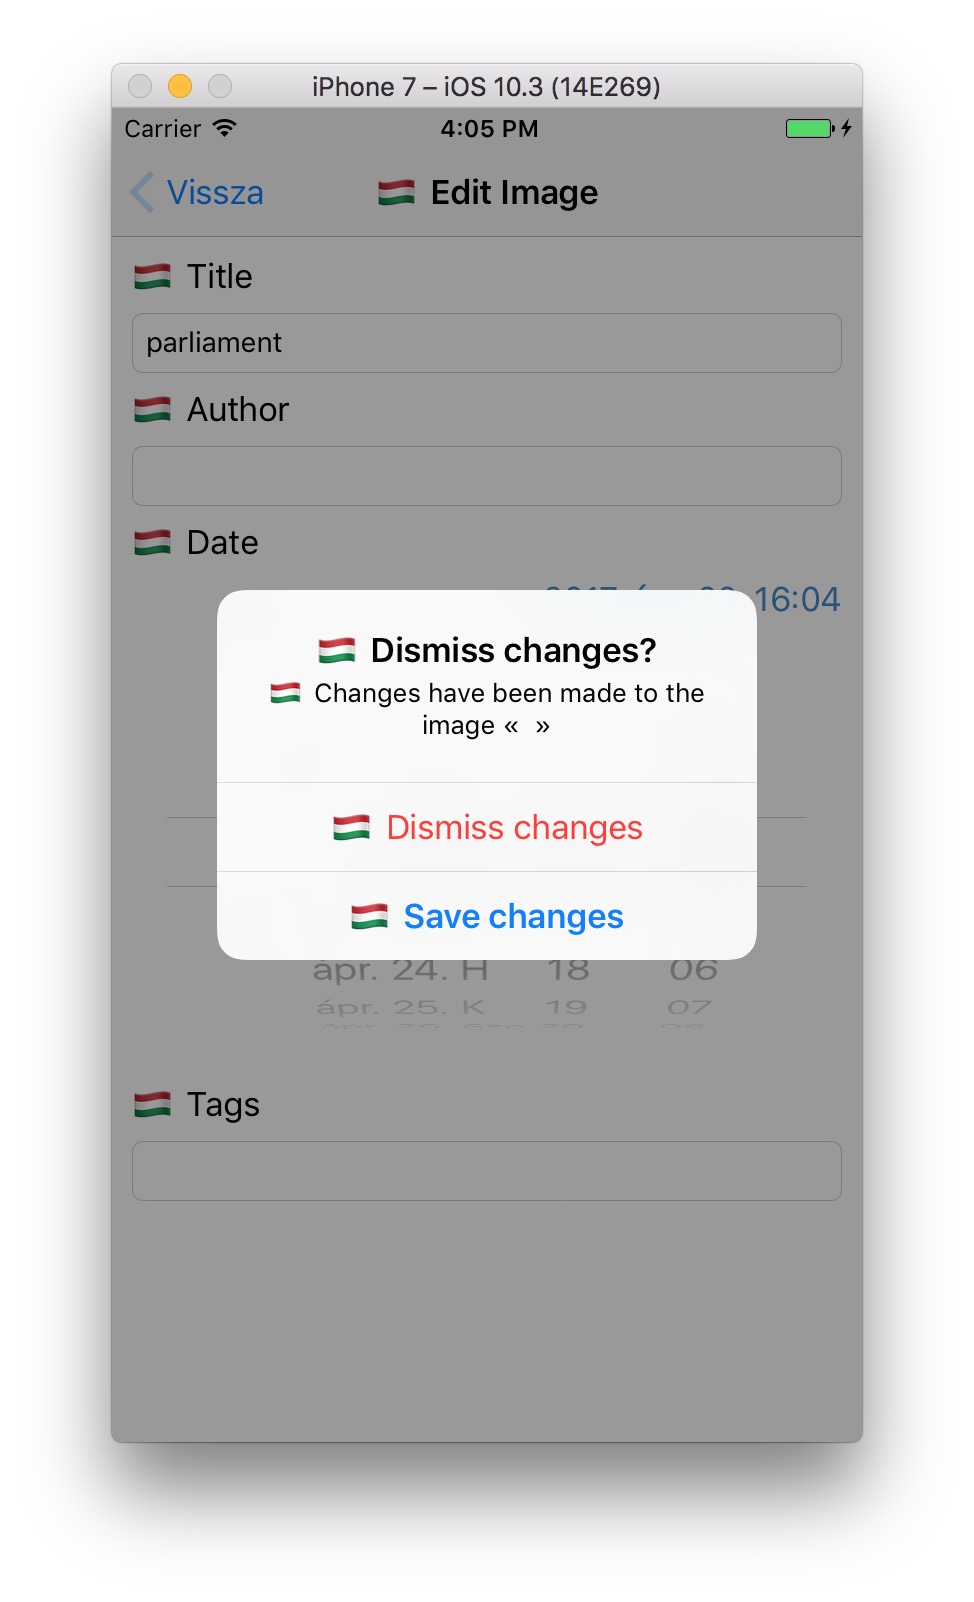 iPhone 7 – iOS 10.3 (14E269)
Carrier 4:05 PM
Vissza 🇭🇺 Edit Image
🇭🇺 Title
parliament
🇭🇺 Author
🇭🇺 Date
16:04
🇭🇺 Dismiss changes?
🇭🇺 Changes have been made to the
image « »
🇭🇺 Dismiss changes
🇭🇺 Save changes
ápr. 24. H 18 06
ápr. 25. K 19 07
🇭🇺 Tags